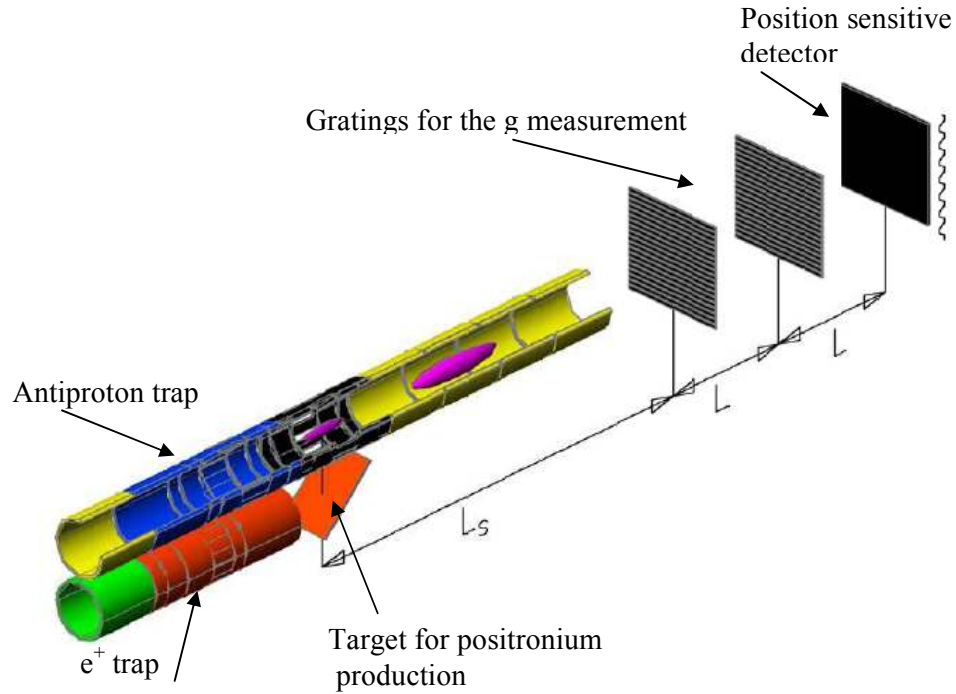 Position sensitive
detector
Gratings for the g measurement
Antiproton trap
L
L
Ls
Target for positronium
production
e+ trap